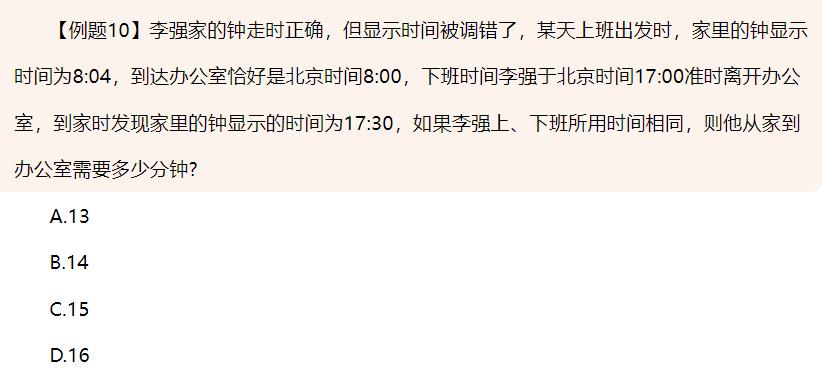 【例题10】李强家的钟走时正确，但显示时间被调错了，某天上班出发时，家里的钟显示
时间为8:04，到达办公室恰好是北京时间8:00，下班时间李强于北京时间17:00准时离开办公
室，到家时发现家里的钟显示的时间为17:30，如果李强上、下班所用时间相同，则他从家到
办公室需要多少分钟?
A.13
B.14
C.15
D.16